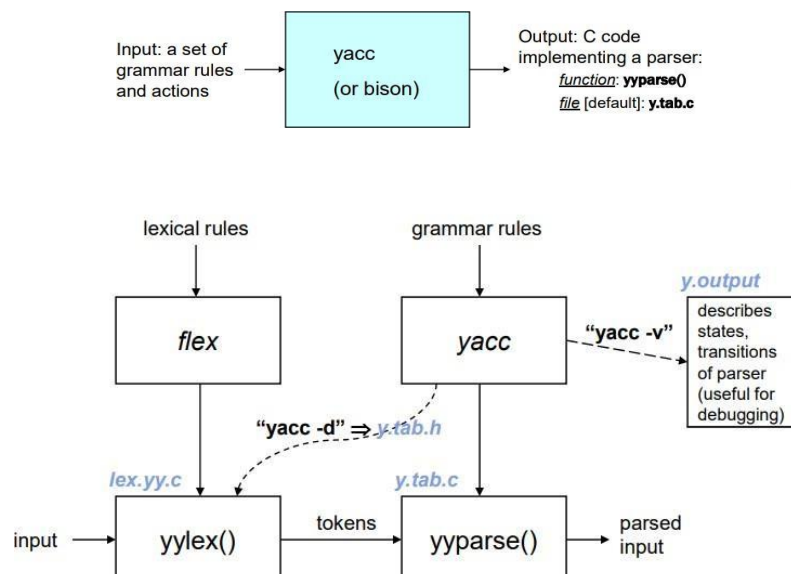 Input: a set of
grammar rules
and actions
yacc
(or bison)
Output: C code
implementing a parser:
function: yyparse()
file [default]: y.tab.c
lexical rules
grammar rules
flex
yacc
"yacc -v"
y.output
describes
states,
transitions
of parser
(useful for
debugging)
“yacc -d” ⇒ y.tab.h
lex.yy.c
y.tab.c
input
yylex()
tokens
yyparse()
parsed
input